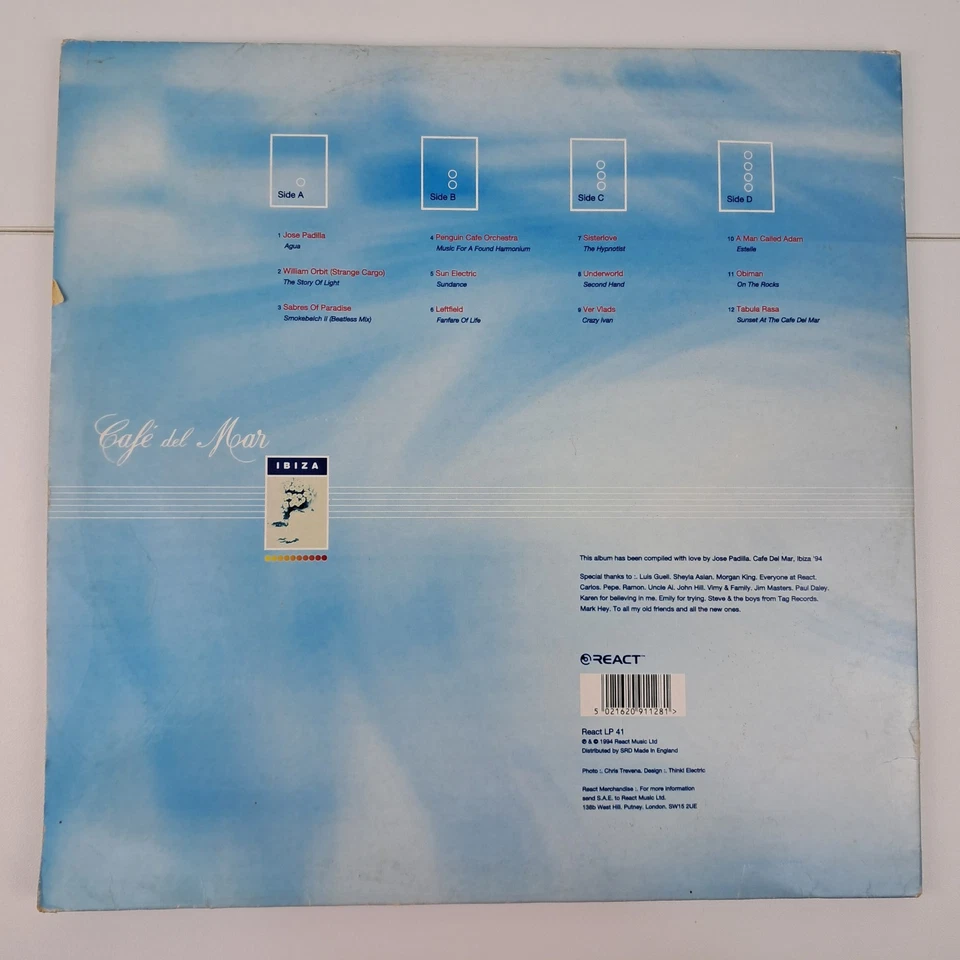 Side A
1 Jose Padilla
Agua
2 William Orbit (Strange Cargo)
The Story Of Light
3 Sabres Of Paradise
Smokebelch II (Beatless Mix)
Side B
4 Penguin Cafe Orchestra
Music For A Found Harmonium
5 Sun Electric
Sundance
6 Leftfield
Fanfare Of Life
Side C
7 Sisterlove
The Hypnotist
8 Underworld
Second Hand
9 Ver Vlads
Crazy Ivan
Side D
10 A Man Called Adam
Estelle
11 Obiman
On The Rocks
12 Tabula Rasa
Sunset At The Cafe Del Mar
Café del Mar
IBIZA
This album has been compiled with love by Jose Padilla. Cafe Del Mar, Ibiza '94
Special thanks to :. Luis Guell. Sheyla Asian. Morgan King. Everyone at React.
Carlos. Pepe. Ramon. Uncle Al. John Hill. Vimy & Family. Jim Masters. Paul Daley.
Karen for believing in me. Emily for trying. Steve & the boys from Tag Records.
Mark Hey. To all my old friends and all the new ones.
REACT™
5 021620 911281 >
React LP 41
℗ & © 1994 React Music Ltd
Distributed by SRD Made In England
Photo :. Chris Trevena. Design :. Think! Electric
React Merchandise :. For more information
send S.A.E. to React Music Ltd.
138b West Hill. Putney. London. SW15 2UE